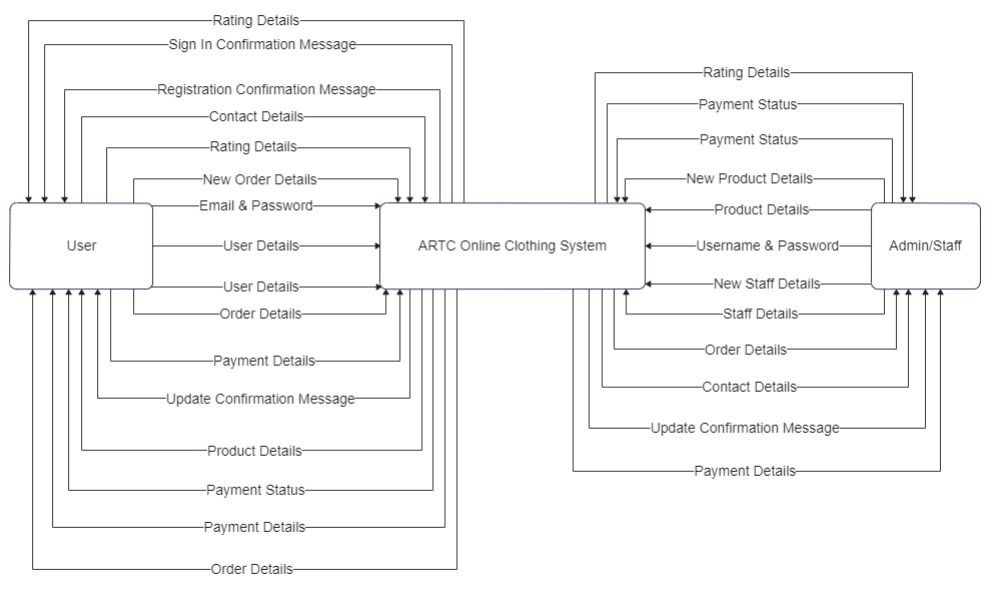 Rating Details
Sign In Confirmation Message
Registration Confirmation Message
Contact Details
Rating Details
New Order Details
Email & Password
User
User Details
User Details
Order Details
Payment Details
Update Confirmation Message
Product Details
Payment Status
Payment Details
Order Details
ARTC Online Clothing System
Rating Details
Payment Status
Payment Status
New Product Details
Product Details
Username & Password
Admin/Staff
New Staff Details
Staff Details
Order Details
Contact Details
Update Confirmation Message
Payment Details